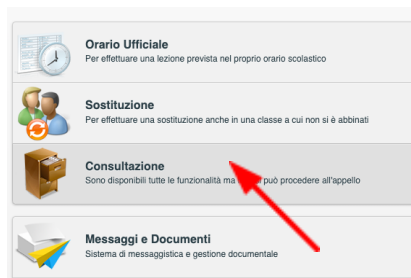 Orario Ufficiale
Per effettuare una lezione prevista nel proprio orario scolastico
Sostituzione
Per effettuare una sostituzione anche in una classe a cui non si è abbinati
Consultazione
Sono disponibili tutte le funzionalità ma può procedere all'appello
Messaggi e Documenti
Sistema di messaggistica e gestione documentale